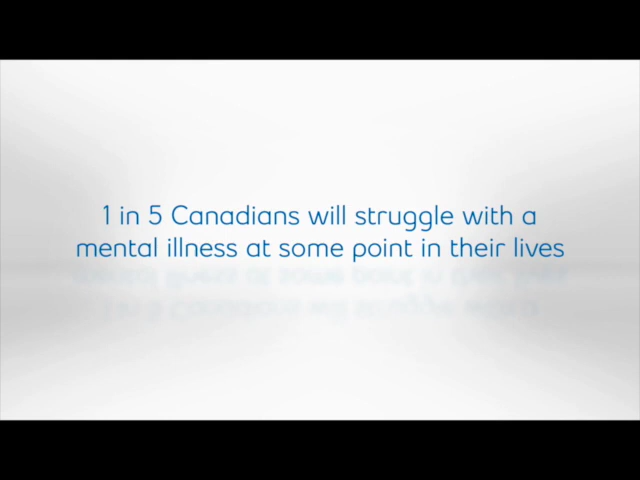 1 in 5 Canadians will struggle with a
mental illness at some point in their lives